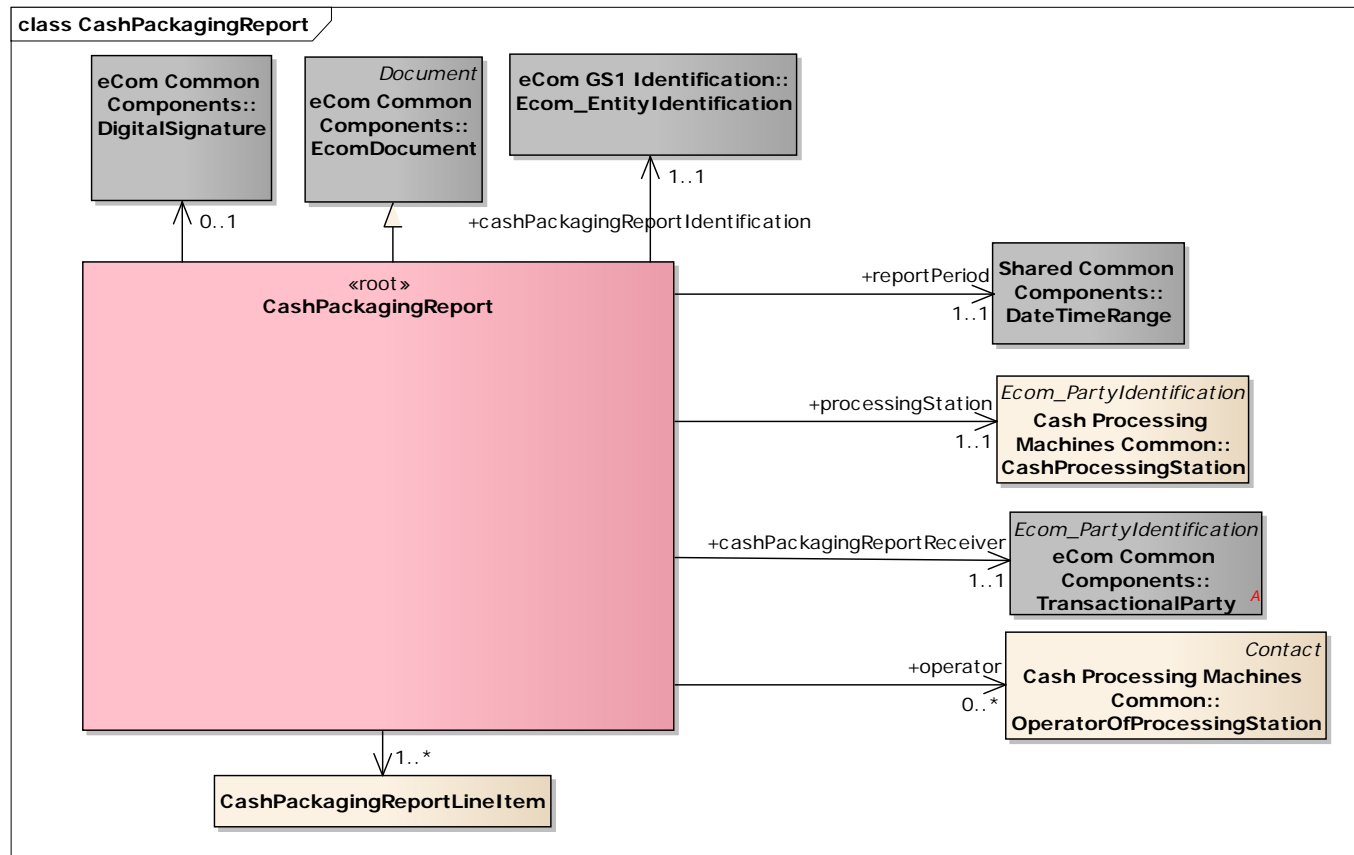 class CashPackagingReport
eCom Common
Components::
DigitalSignature
Document
eCom Common
Components::
EcomDocument
eCom GS1 Identification::
Ecom_EntityIdentification
0..1
1..1
+cashPackagingReportIdentification
«root»
CashPackagingReport
+reportPeriod
1..1
Shared Common
Components::
DateTimeRange
+processingStation
1..1
Ecom_PartyIdentification
Cash Processing
Machines Common::
CashProcessingStation
+cashPackagingReportReceiver
1..1
Ecom_PartyIdentification
eCom Common
Components::
TransactionalParty
A
+operator
0..*
Contact
Cash Processing Machines
Common::
OperatorOfProcessingStation
1..*
CashPackagingReportLineItem